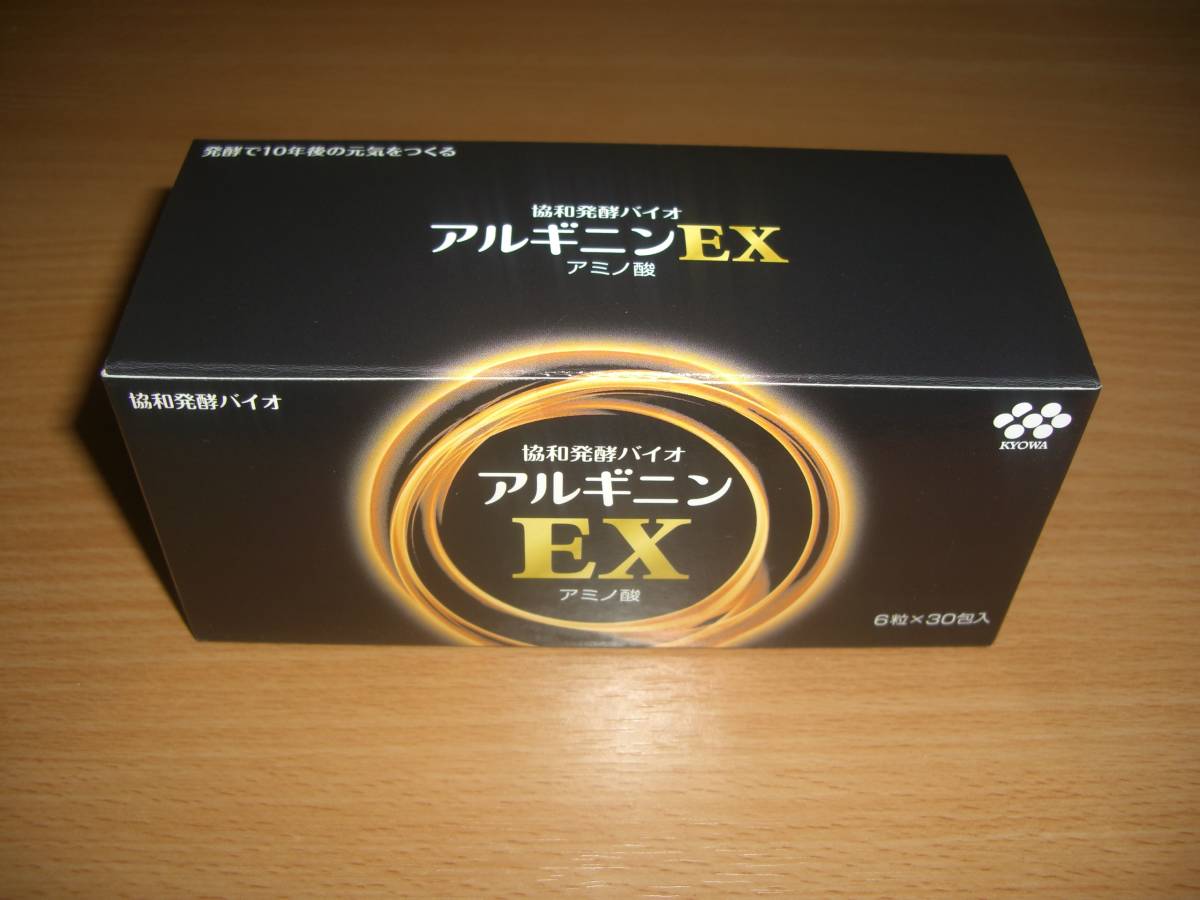 発酵で10年後の元気をつくる
協和発酵バイオ
アルギニンEX
アミノ酸
協和発酵バイオ
KYOWA
協和発酵バイオ
アルギニン
EX
アミノ酸
6粒×30包入